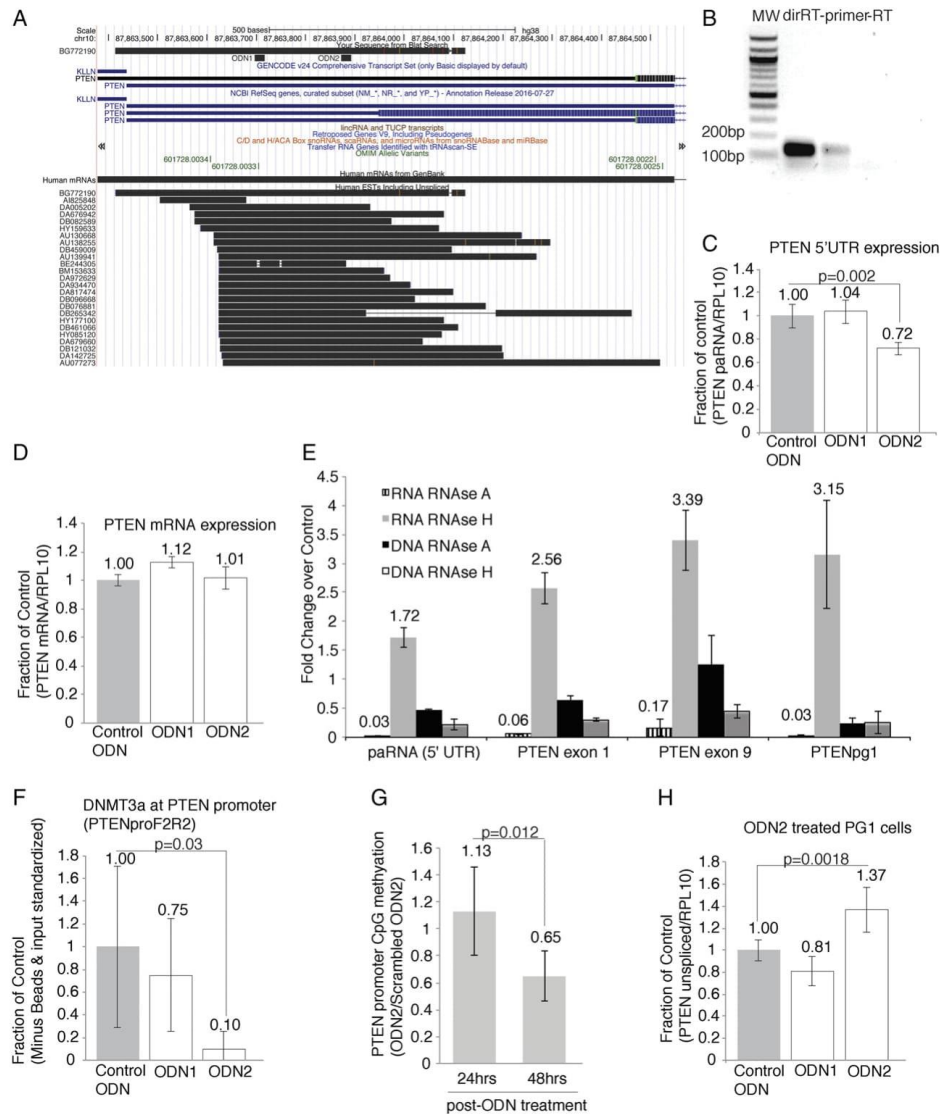 A
Scale
500 bases
hg38
chr10:
87,863,500
87,863,600
87,863,700
87,863,800
87,863,900
87,864,000
87,864,100
87,864,200
87,864,300
87,864,400
87,864,500
Your Sequence from Blat Search
BG772190
ODN1
ODN2
GENCODE v24 Comprehensive Transcript Set (only Basic displayed by default)
KLLN
PTEN
NCBI RefSeq genes, curated subset (NM_*, NR_*, and YP_*) - Annotation Release 2016-07-27
KLLN
PTEN
PTEN
PTEN
lincRNA and TUCP transcripts
Retroposed Genes V9, Including Pseudogenes
C/D and H/ACA Box snoRNAs, scaRNAs, and microRNAs from snoRNABase and miRBase
Transfer RNA Genes Identified with tRNAscan-SE
OMIM Allelic Variants
601728.0034
601728.0022
601728.0033
601728.0025
Human mRNAs from GenBank
Human mRNAs
Human ESTs Including Unspliced
BG772190
AI825848
DA005202
DA676942
DB082589
HY159633
AU130668
AU138255
DB459009
AU139941
BE244305
BM153633
DA972629
DA934470
DA817474
DB096668
DB076881
DB265342
HY177100
DB461066
HY085120
DA679660
DB121032
DA142725
AU077273
B
MW dirRT-primer-RT
200bp
100bp
C
PTEN 5'UTR expression
Fraction of control
(PTEN paRNA/RPL10)
1.4
1.2
1
0.8
0.6
0.4
0.2
0
p=0.002
1.00
1.04
0.72
Control
ODN
ODN1
ODN2
D
PTEN mRNA expression
Fraction of Control
(PTEN mRNA/RPL10)
1.4
1.2
1
0.8
0.6
0.4
0.2
0
1.00
1.12
1.01
Control
ODN
ODN1
ODN2
E
Fold Change over Control
4.5
4
3.5
3
2.5
2
1.5
1
0.5
0
RNA RNAse A
RNA RNAse H
DNA RNAse A
DNA RNAse H
0.03
1.72
0.06
2.56
0.17
3.39
0.03
3.15
paRNA (5' UTR)
PTEN exon 1
PTEN exon 9
PTENpg1
F
DNMT3a at PTEN promoter
(PTENproF2R2)
Fraction of Control
(Minus Beads & input standardized)
1.8
1.6
1.4
1.2
1
0.8
0.6
0.4
0.2
0
p=0.03
1.00
0.75
0.10
Control
ODN
ODN1
ODN2
G
PTEN promoter CpG methyation
(ODN2/Scrambled ODN2)
1.6
1.4
1.2
1
0.8
0.6
0.4
0.2
0
p=0.012
1.13
0.65
24hrs
48hrs
post-ODN treatment
H
ODN2 treated PG1 cells
Fraction of Control
(PTEN unspliced/RPL10)
1.8
1.6
1.4
1.2
1
0.8
0.6
0.4
0.2
0
p=0.0018
1.00
0.81
1.37
Control
ODN
ODN1
ODN2